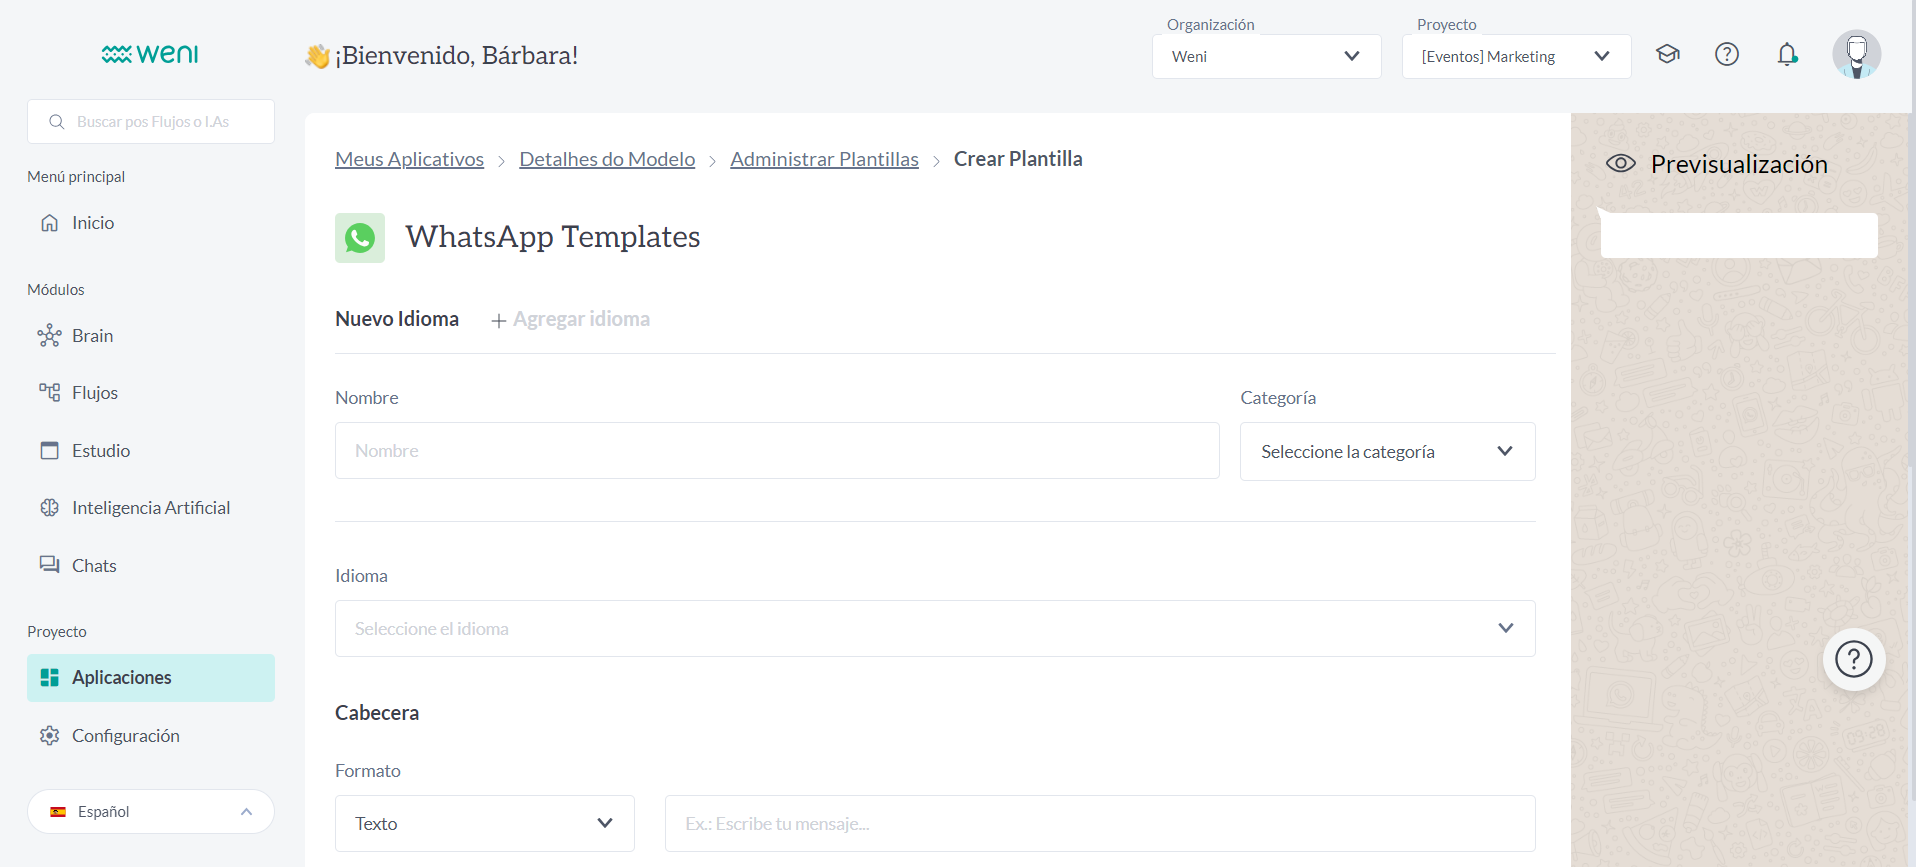 weni
👋 ¡Bienvenido, Bárbara!
Organización
Weni
Proyecto
[Eventos] Marketing
Buscar pos Flujos o I.As
Menú principal
Inicio
Módulos
Brain
Flujos
Estudio
Inteligencia Artificial
Chats
Proyecto
Aplicaciones
Configuración
Español
Meus Aplicativos > Detalhes do Modelo > Administrar Plantillas > Crear Plantilla
WhatsApp Templates
Nuevo Idioma + Agregar idioma
Nombre
Nombre
Categoría
Seleccione la categoría
Idioma
Seleccione el idioma
Cabecera
Formato
Texto
Ex.: Escribe tu mensaje...
Previsualización
03:28